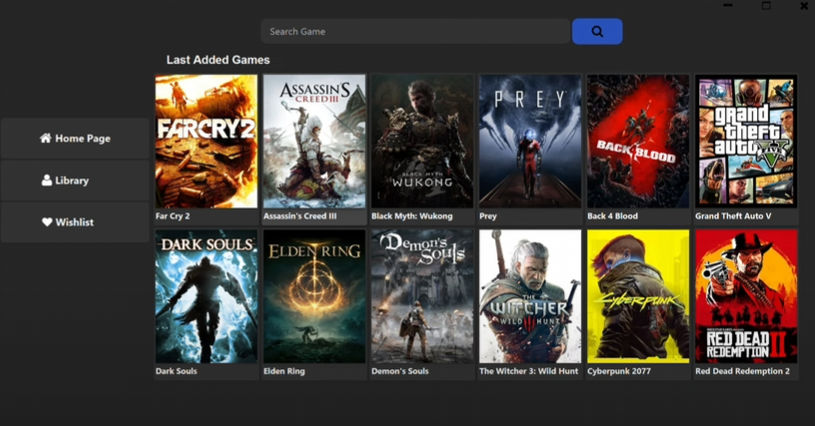 Search Game
Last Added Games
Home Page
Library
Wishlist
FARCRY2
ASSASSIN'S
CREED III
BLACK MYTH
WUKONG
PREY
BACK 4 BLOOD
grand
theft
auto V
Far Cry 2
Assassin's Creed III
Black Myth: Wukong
Prey
Back 4 Blood
Grand Theft Auto V
DARK SOULS
ELDEN RING
Demon's
Souls
THE
WITCHER
WILD HUNT
Cyberpunk
RED DEAD
REDEMPTION II
Dark Souls
Elden Ring
Demon's Souls
The Witcher 3: Wild Hunt
Cyberpunk 2077
Red Dead Redemption 2